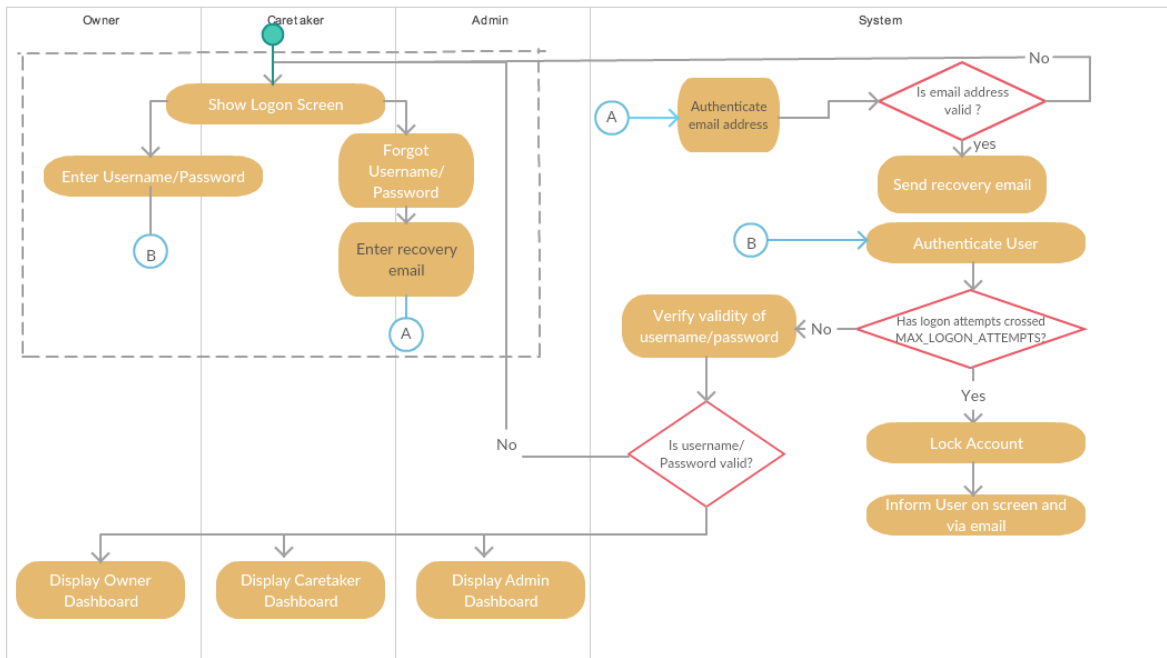 Owner
Caretaker
Admin
System
Show Logon Screen
Enter Username/Password
B
Forgot
Username/
Password
Enter recovery
email
A
A
Authenticate
email address
Is email address
valid ?
No
yes
Send recovery email
B
Authenticate User
Has logon attempts crossed
MAX_LOGON_ATTEMPTS?
No
Verify validity of
username/password
Yes
Lock Account
Inform User on screen and
via email
Is username/
Password valid?
No
Display Owner
Dashboard
Display Caretaker
Dashboard
Display Admin
Dashboard